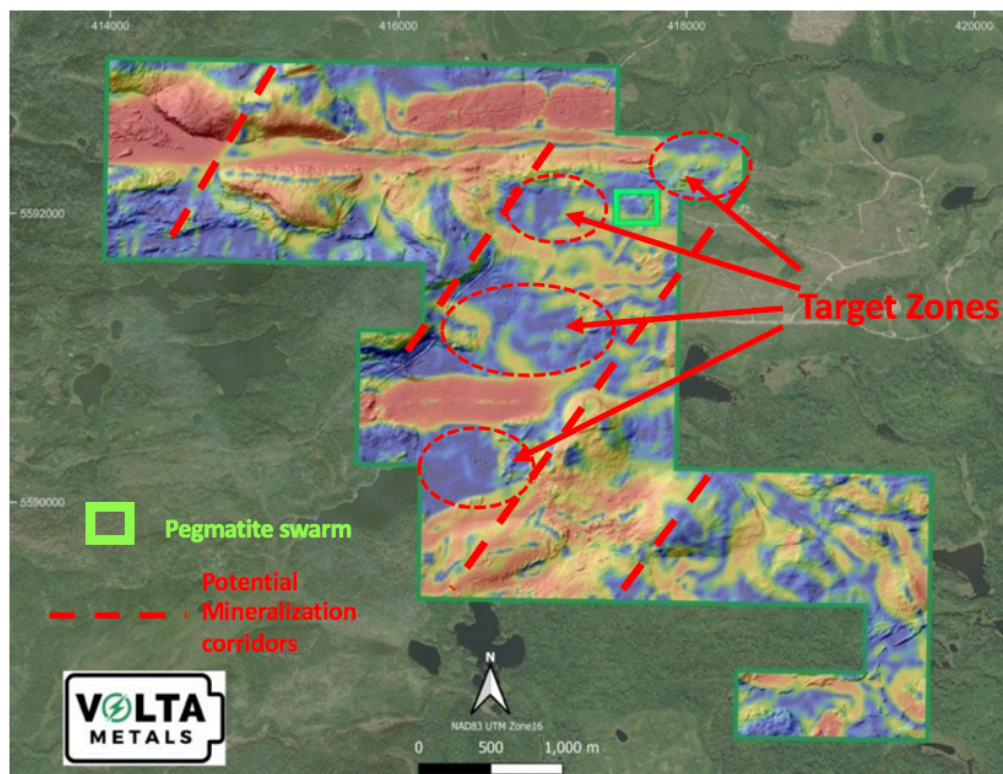 414000
416000
418000
420000
5592000
Target Zones
5590000
Pegmatite swarm
Potential
Mineralization
corridors
N
NAD83 UTM Zone16
0 500 1,000 m
VOLTA
METALS